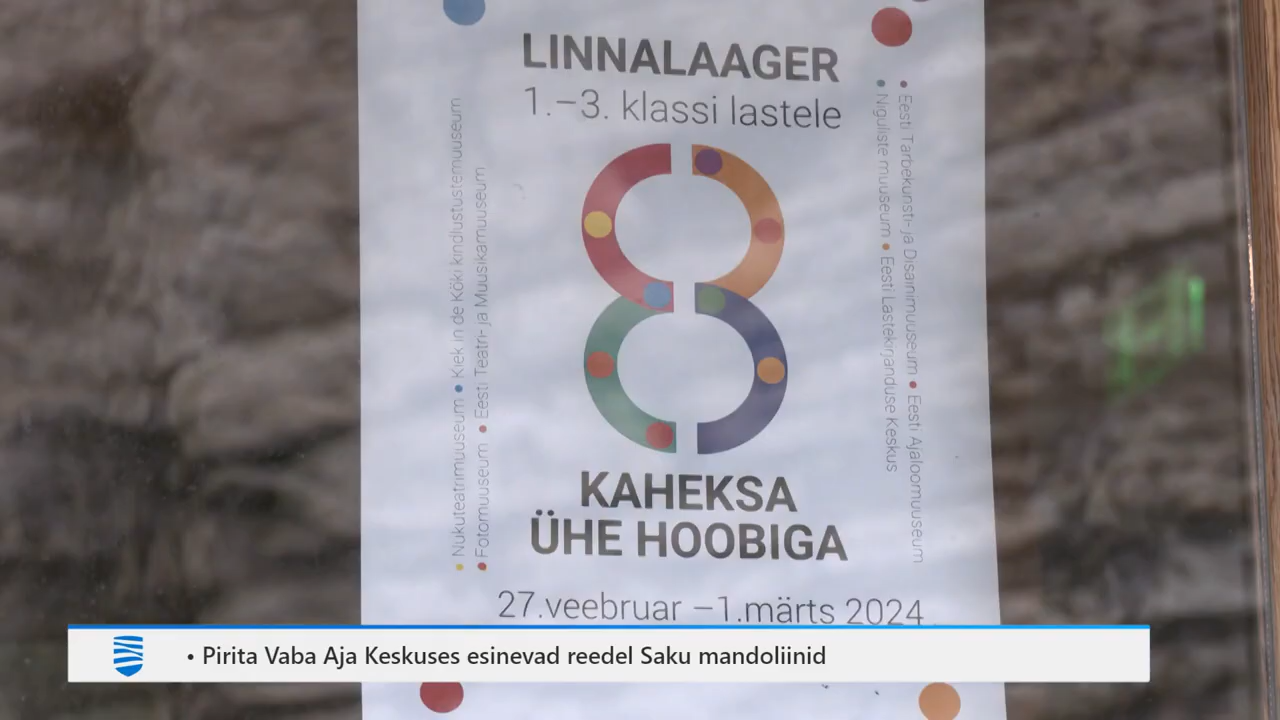 LINNALAAGER
1.–3. klassi lastele
• Nukuteatrimuuseum • Kiek in de Köki kindlustustemuuseum
• Fotomuuseum • Eesti Teatri- ja Muusikamuuseum
• Eesti Tarbekunsti- ja Disainimuuseum • Eesti Ajaloomuuseum
• Niguliste muuseum • Eesti Lastekirjanduse Keskus
8
KAHEKSA
ÜHE HOOBIGA
27.veebruar –1.märts 2024
• Pirita Vaba Aja Keskuses esinevad reedel Saku mandoliinid